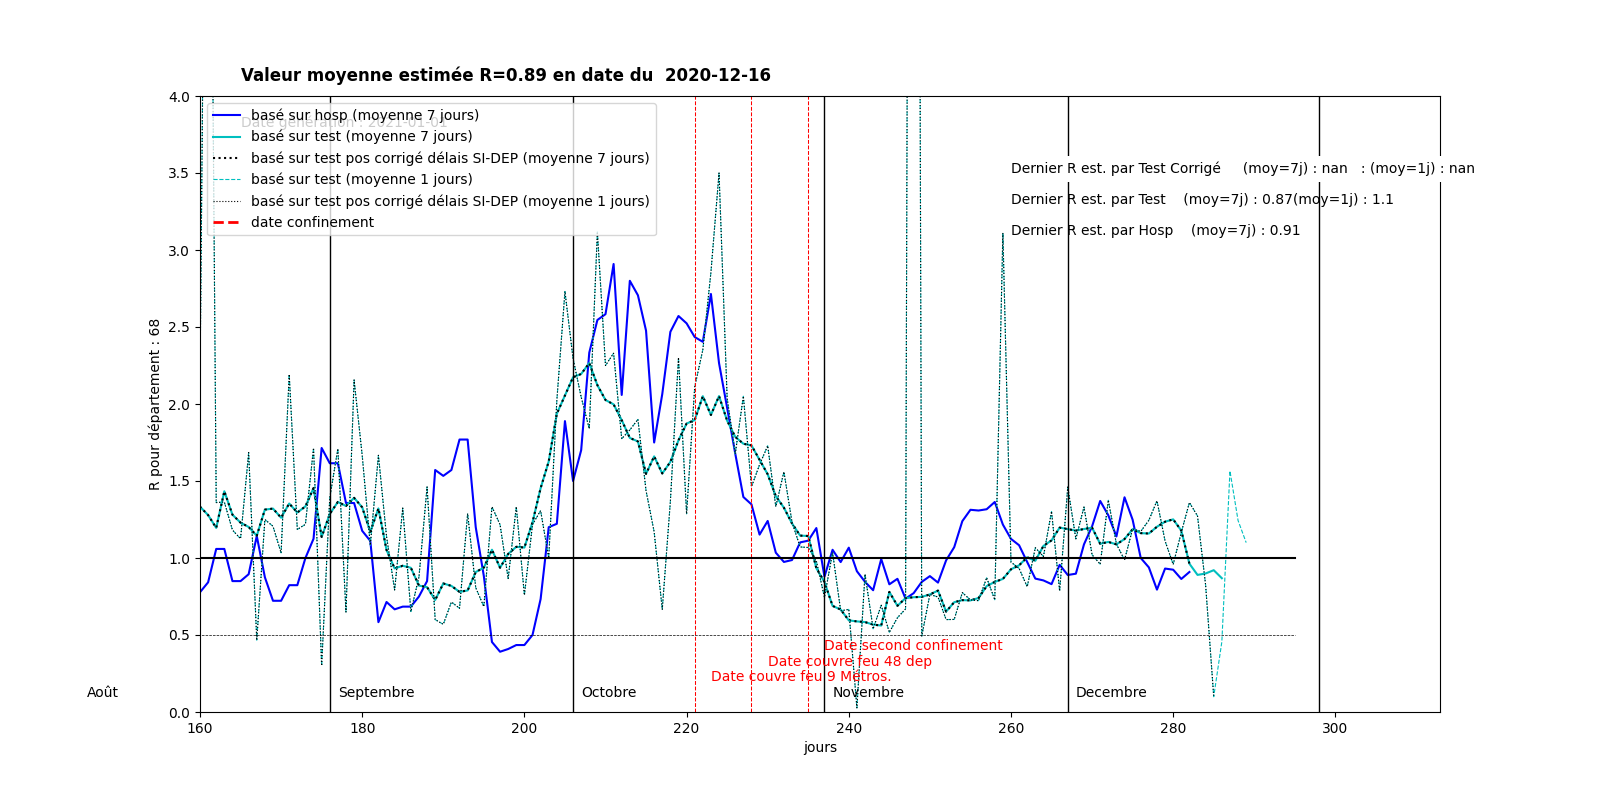 Valeur moyenne estimée R=0.89 en date du  2020-12-16
4.0
3.5
3.0
2.5
2.0
1.5
1.0
0.5
0.0
R pour département : 68
Date génération : 2021-01-01
basé sur hosp (moyenne 7 jours)
basé sur test (moyenne 7 jours)
basé sur test pos corrigé délais SI-DEP (moyenne 7 jours)
basé sur test (moyenne 1 jours)
basé sur test pos corrigé délais SI-DEP (moyenne 1 jours)
date confinement
Dernier R est. par Test Corrigé     (moy=7j) : nan   : (moy=1j) : nan
Dernier R est. par Test    (moy=7j) : 0.87(moy=1j) : 1.1
Dernier R est. par Hosp    (moy=7j) : 0.91
Date second confinement
Date couvre feu 48 dep
Date couvre feu 9 Métros.
Août Septembre Octobre Novembre Decembre
160 180 200 220 240 260 280 300
jours